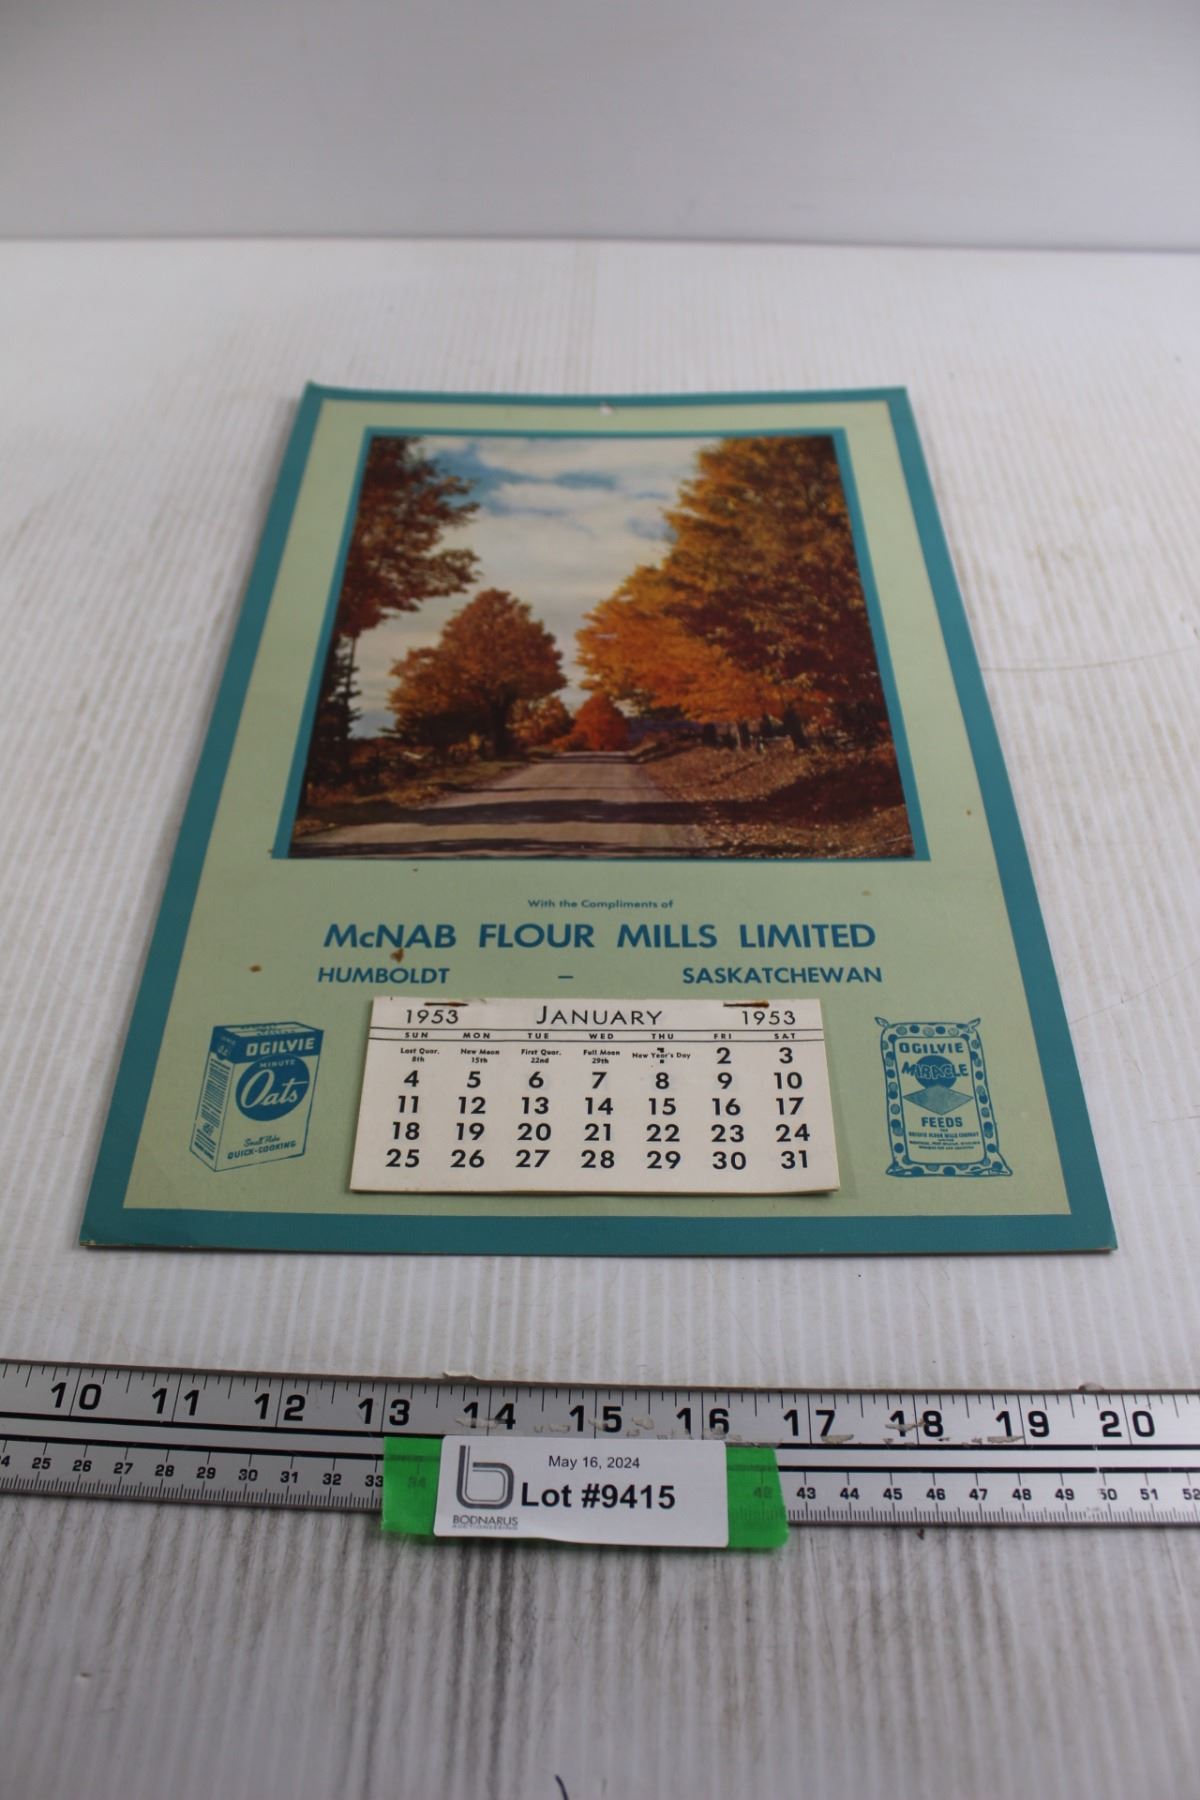 With the Compliments of
McNAB FLOUR MILLS LIMITED
HUMBOLDT – SASKATCHEWAN
1953 JANUARY 1953
SUN MON TUE WED THU FRI SAT
Last Quar. 8th New Moon 15th First Quar. 22nd Full Moon 29th New Year's Day 2 3
4 5 6 7 8 9 10
11 12 13 14 15 16 17
18 19 20 21 22 23 24
25 26 27 28 29 30 31
OGILVIE
MINUTE
Oats
QUICK-COOKING
OGILVIE
MIRACLE
FEEDS
10 11 12 13 14 15 16 17 18 19 20
25 26 27 28 29 30 31 32 33 34 42 43 44 45 46 47 48 49 50 51 52
May 16, 2024
Lot #9415
BODNARUS
AUCTIONEERING